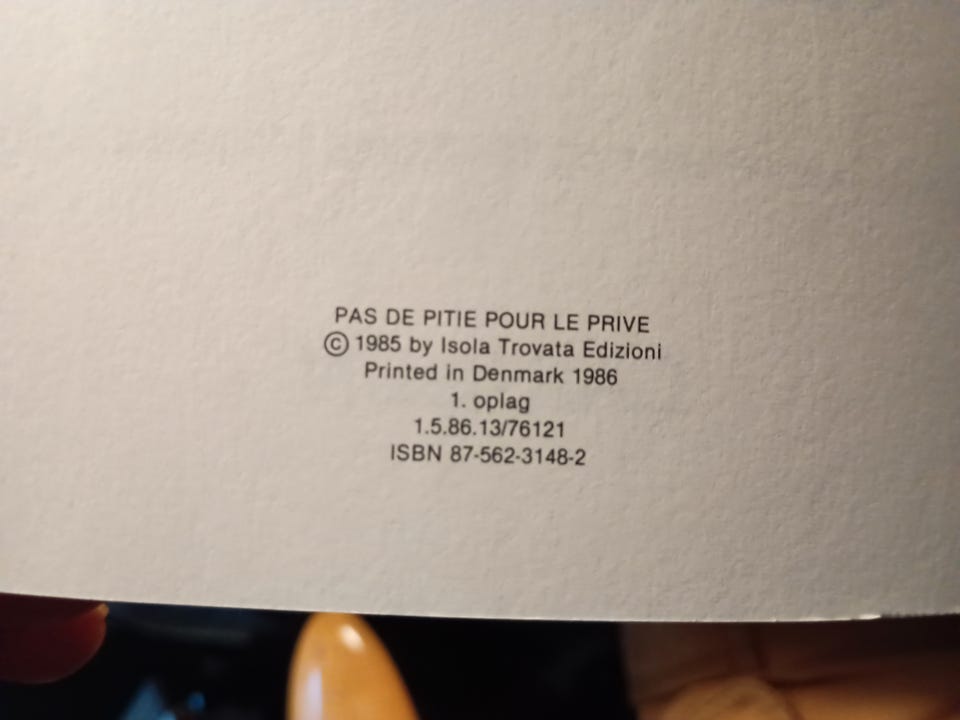 PAS DE PITIE POUR LE PRIVE
© 1985 by Isola Trovata Edizioni
Printed in Denmark 1986
1. oplag
1.5.86.13/76121
ISBN 87-562-3148-2